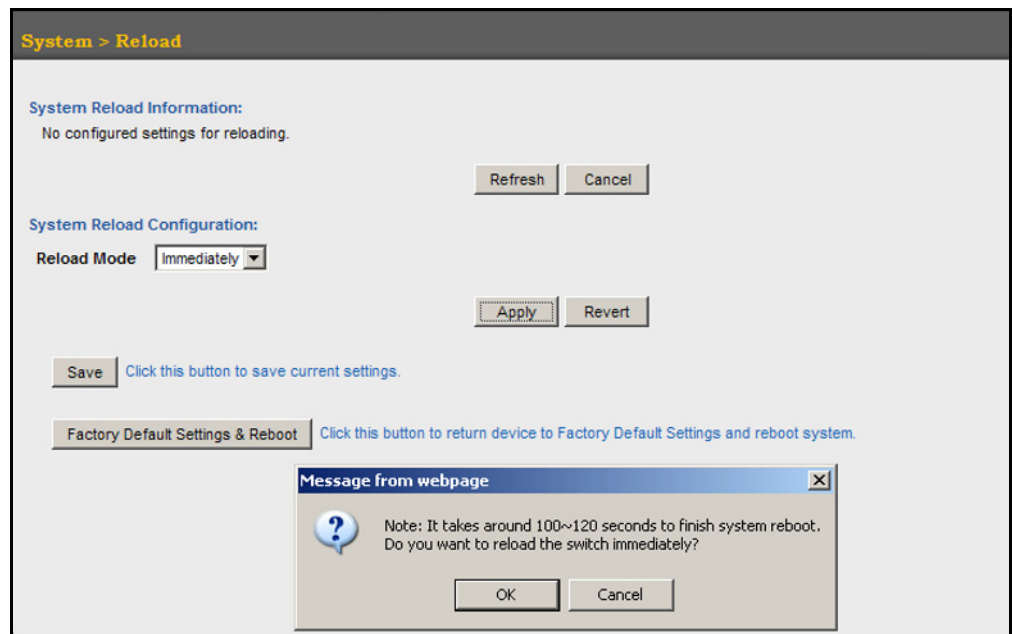 System > Reload
System Reload Information:
No configured settings for reloading.
Refresh Cancel
System Reload Configuration:
Reload Mode Immediately
Apply Revert
Save Click this button to save current settings.
Factory Default Settings & Reboot Click this button to return device to Factory Default Settings and reboot system.
Message from webpage
Note: It takes around 100~120 seconds to finish system reboot.
Do you want to reload the switch immediately?
OK Cancel